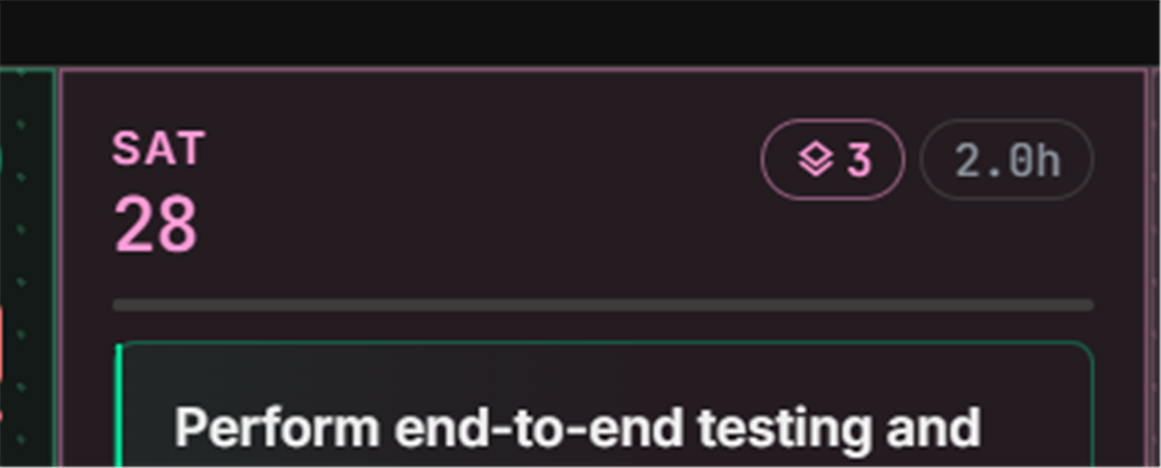 SAT
28
3
2.0h
Perform end-to-end testing and